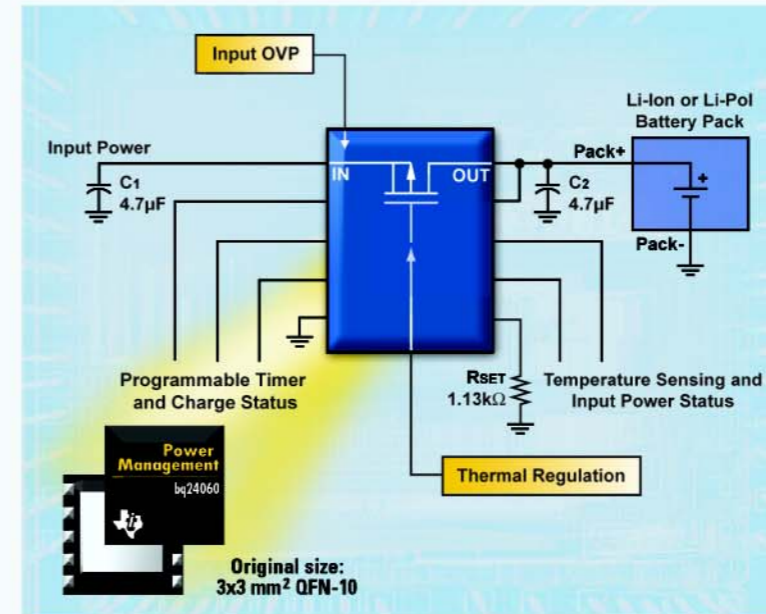 Input OVP
Li-Ion or Li-Pol
Battery Pack
Input Power
Pack+
IN
OUT
C1
4.7µF
C2
4.7µF
+
Pack-
Programmable Timer
and Charge Status
RSET
1.13kΩ
Temperature Sensing and
Input Power Status
Power
Management
bq24060
Thermal Regulation
Original size:
3x3 mm² QFN-10